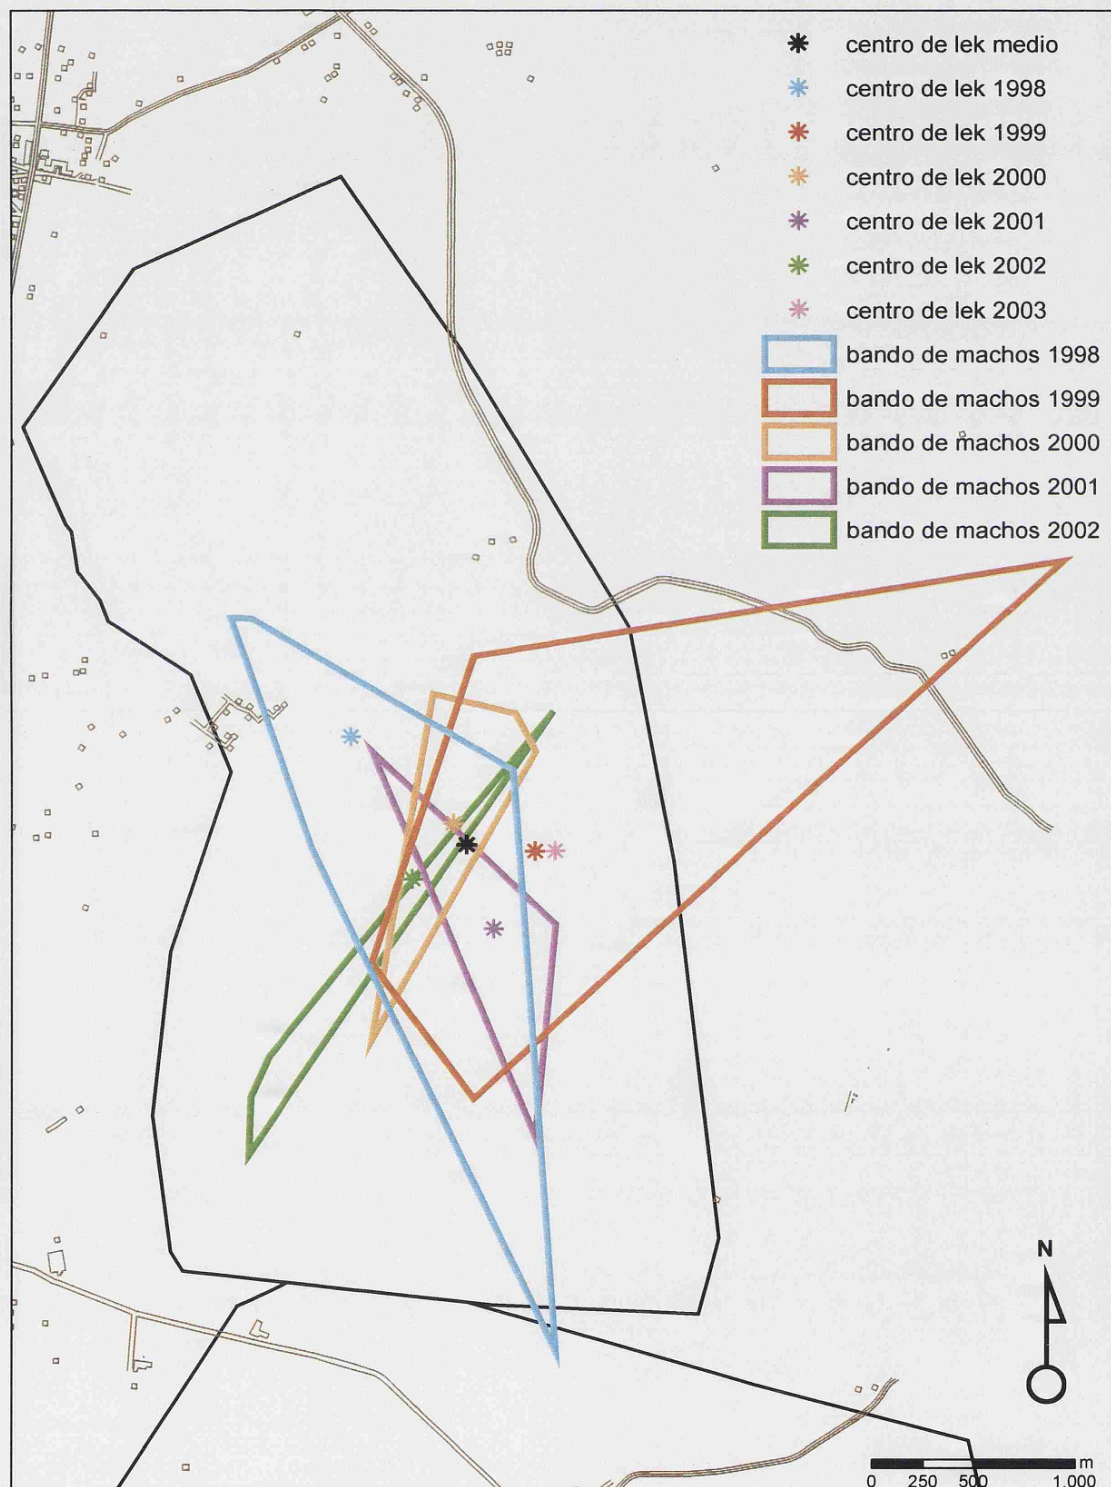 centro de lek medio
centro de lek 1998
centro de lek 1999
centro de lek 2000
centro de lek 2001
centro de lek 2002
centro de lek 2003
bando de machos 1998
bando de machos 1999
bando de machos 2000
bando de machos 2001
bando de machos 2002
N
m
0 250 500 1.000